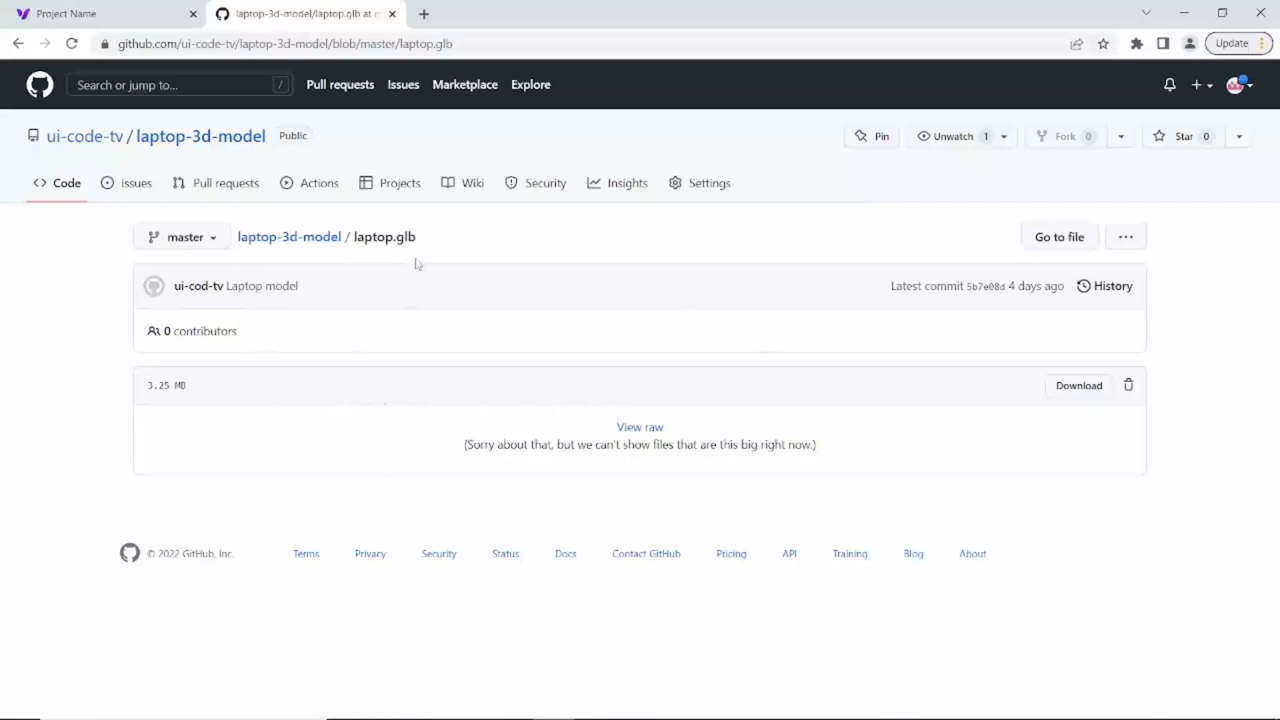 Project Name
laptop-3d-model/laptop.glb at m
github.com/ui-code-tv/laptop-3d-model/blob/master/laptop.glb
Update
Search or jump to...
/
Pull requests
Issues
Marketplace
Explore
ui-code-tv / laptop-3d-model
Public
Pin
Unwatch 1
Fork 0
Star 0
Code
Issues
Pull requests
Actions
Projects
Wiki
Security
Insights
Settings
master
laptop-3d-model / laptop.glb
Go to file
ui-cod-tv Laptop model
Latest commit 5b7e08d 4 days ago
History
0 contributors
3.25 MB
Download
View raw
(Sorry about that, but we can't show files that are this big right now.)
© 2022 GitHub, Inc.
Terms
Privacy
Security
Status
Docs
Contact GitHub
Pricing
API
Training
Blog
About